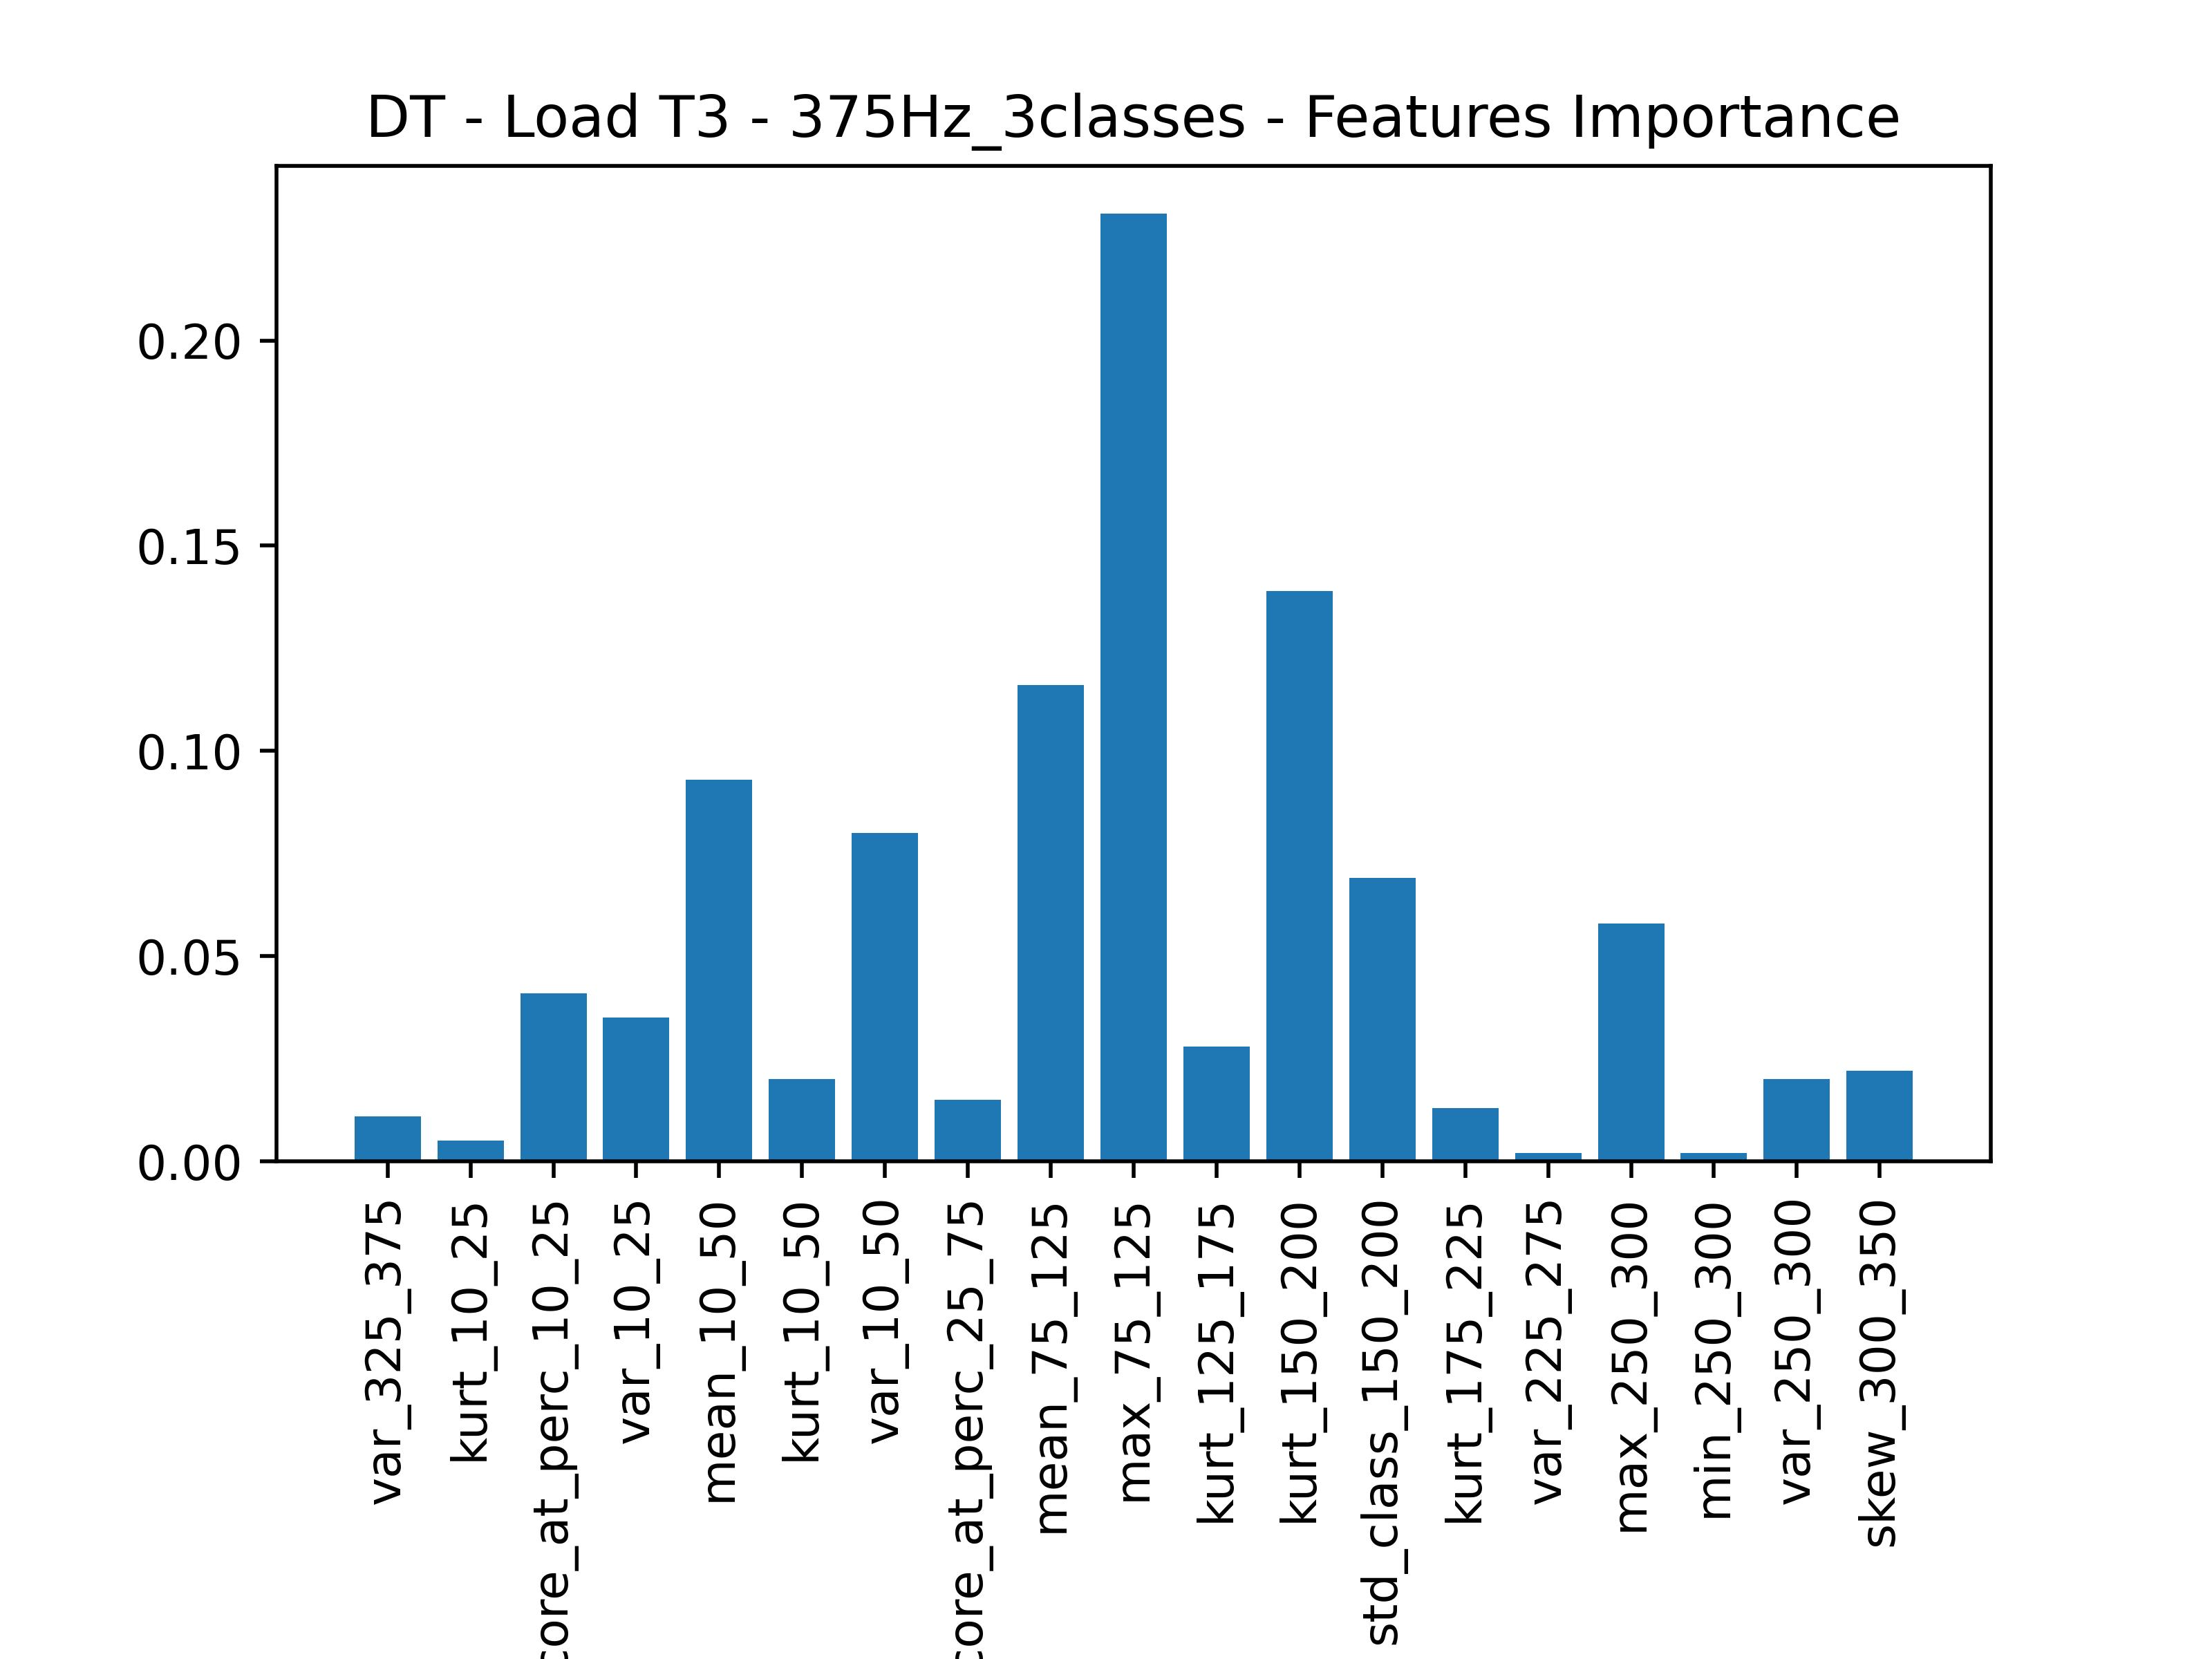 DT - Load T3 - 375Hz_3classes - Features Importance
0.20
0.15
0.10
0.05
0.00
var_325_375
kurt_10_25
core_at_perc_10_25
var_10_25
mean_10_50
kurt_10_50
var_10_50
core_at_perc_25_75
mean_75_125
max_75_125
kurt_125_175
kurt_150_200
std_class_150_200
kurt_175_225
var_225_275
max_250_300
min_250_300
var_250_300
skew_300_350